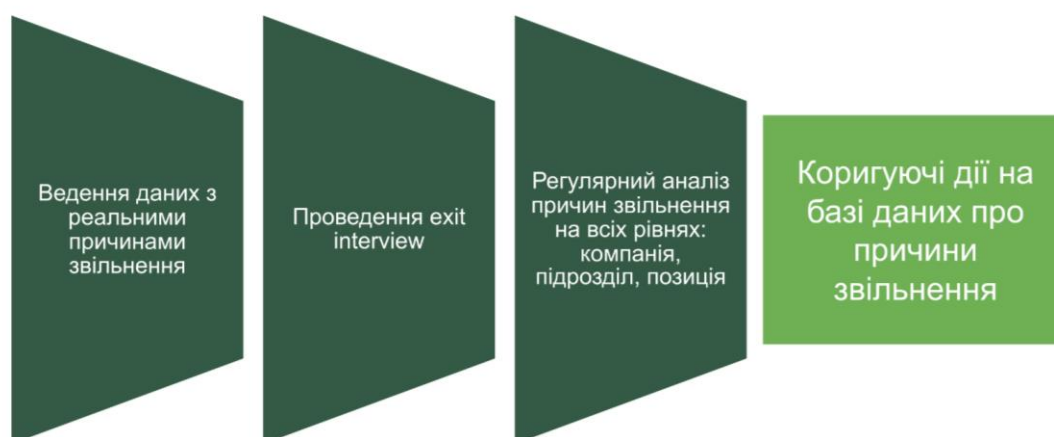 Ведення даних з
реальними
причинами
звільнення
Проведення exit
interview
Регулярний аналіз
причин звільнення
на всіх рівнях:
компанія,
підрозділ, позиція
Коригуючі дії на
базі даних про
причини
звільнення